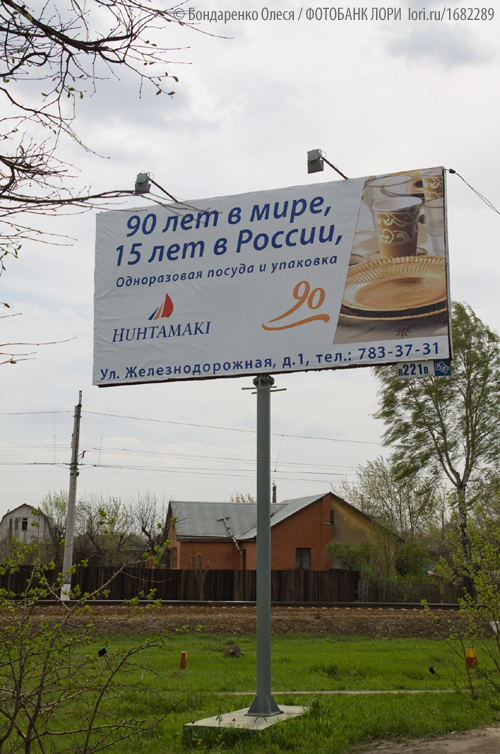 © Бондаренко Олеся / ФОТОБАНК ЛОРИ lori.ru/1682289
90 лет в мире,
15 лет в России,
Одноразовая посуда и упаковка
90
HUHTAMAKI
Ул. Железнодорожная, д.1, тел.: 783-37-31
R221B